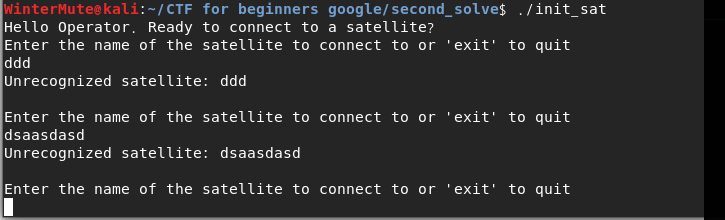 WinterMute@kali:~/CTF for beginners google/second_solve$ ./init_sat
Hello Operator. Ready to connect to a satellite?
Enter the name of the satellite to connect to or 'exit' to quit
ddd
Unrecognized satellite: ddd
Enter the name of the satellite to connect to or 'exit' to quit
dsaasdasd
Unrecognized satellite: dsaasdasd
Enter the name of the satellite to connect to or 'exit' to quit